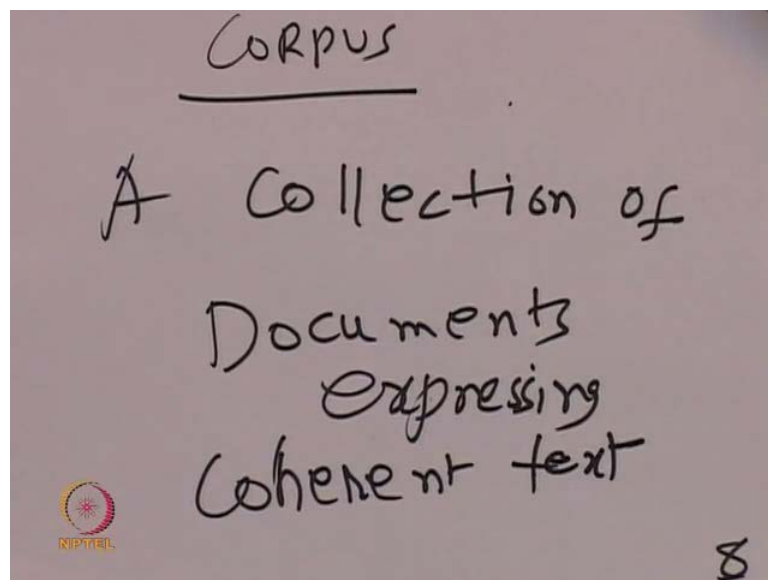 CORPUS
A Collection of
Documents
expressing
Coherent text
NPTEL
8